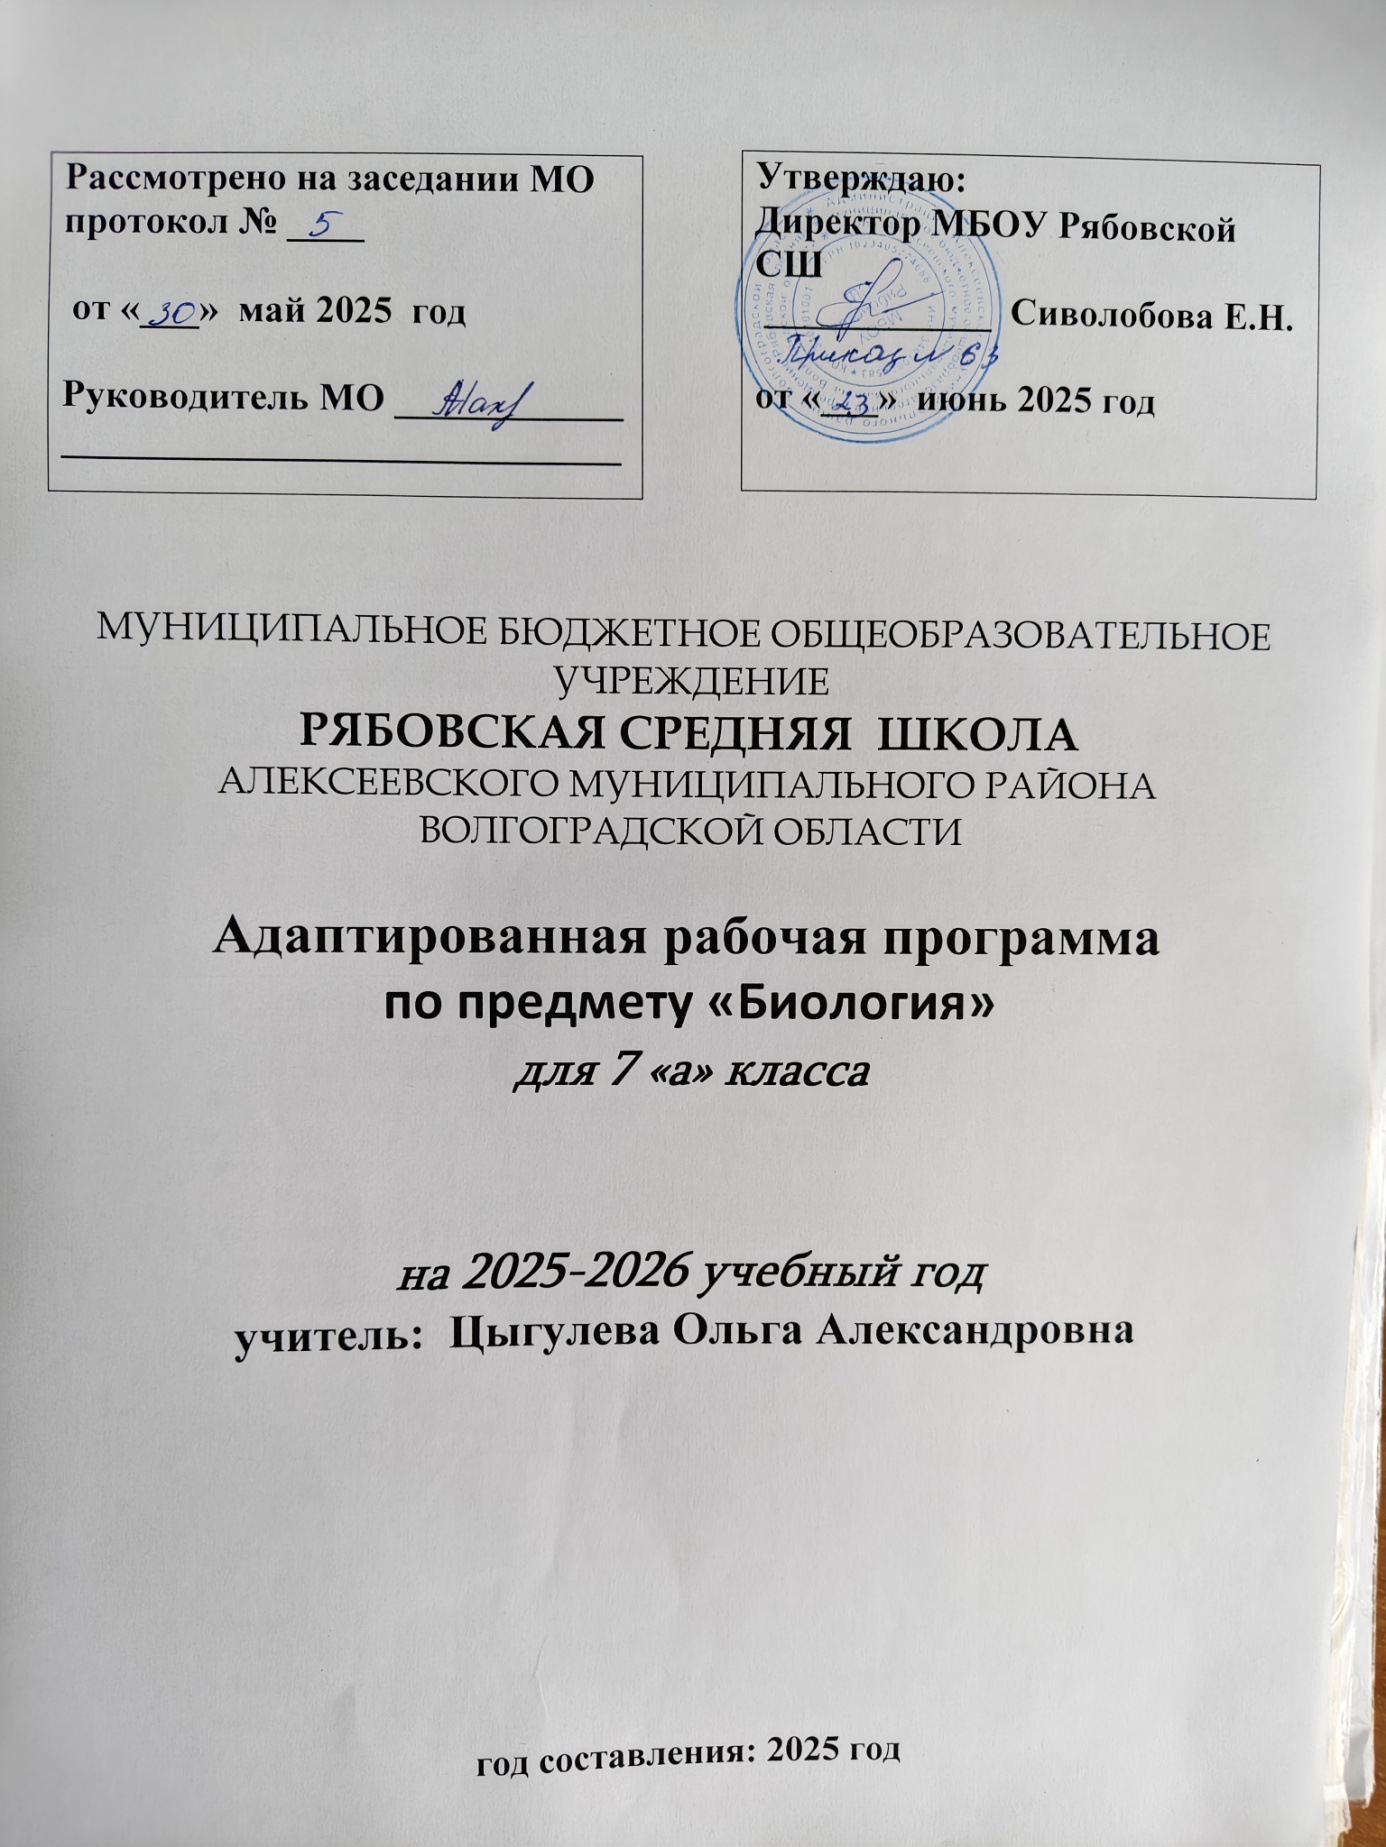 Рассмотрено на заседании МО
протокол № 5
от «30» май 2025 год
Руководитель МО
Утверждаю:
Директор МБОУ Рябовской
СШ
Сиволобова Е.Н.
Приказ № 63
от «23» июнь 2025 год
МУНИЦИПАЛЬНОЕ БЮДЖЕТНОЕ ОБЩЕОБРАЗОВАТЕЛЬНОЕ
УЧРЕЖДЕНИЕ
РЯБОВСКАЯ СРЕДНЯЯ ШКОЛА
АЛЕКСЕЕВСКОГО МУНИЦИПАЛЬНОГО РАЙОНА
ВОЛГОГРАДСКОЙ ОБЛАСТИ
Адаптированная рабочая программа
по предмету «Биология»
для 7 «а» класса
на 2025-2026 учебный год
учитель: Цыгулева Ольга Александровна
год составления: 2025 год